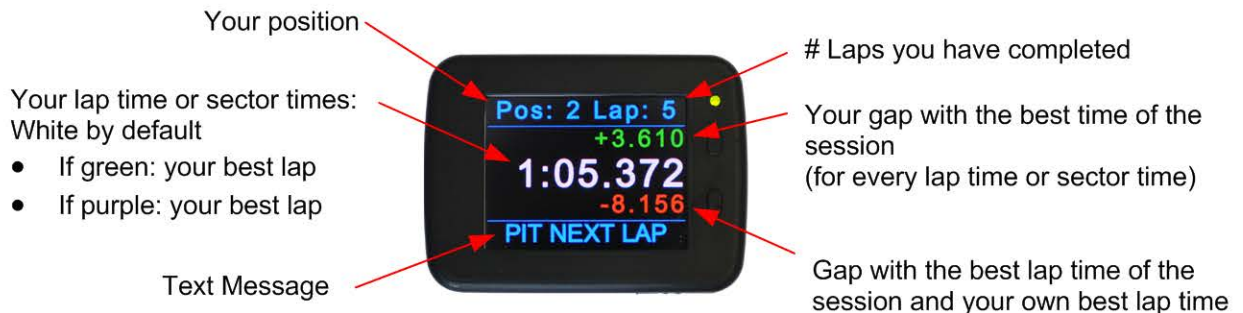 Your position
# Laps you have completed
Your lap time or sector times:
White by default
● If green: your best lap
● If purple: your best lap
Pos: 2 Lap: 5
+3.610
1:05.372
-8.156
PIT NEXT LAP
Your gap with the best time of the
session
(for every lap time or sector time)
Text Message
Gap with the best lap time of the
session and your own best lap time